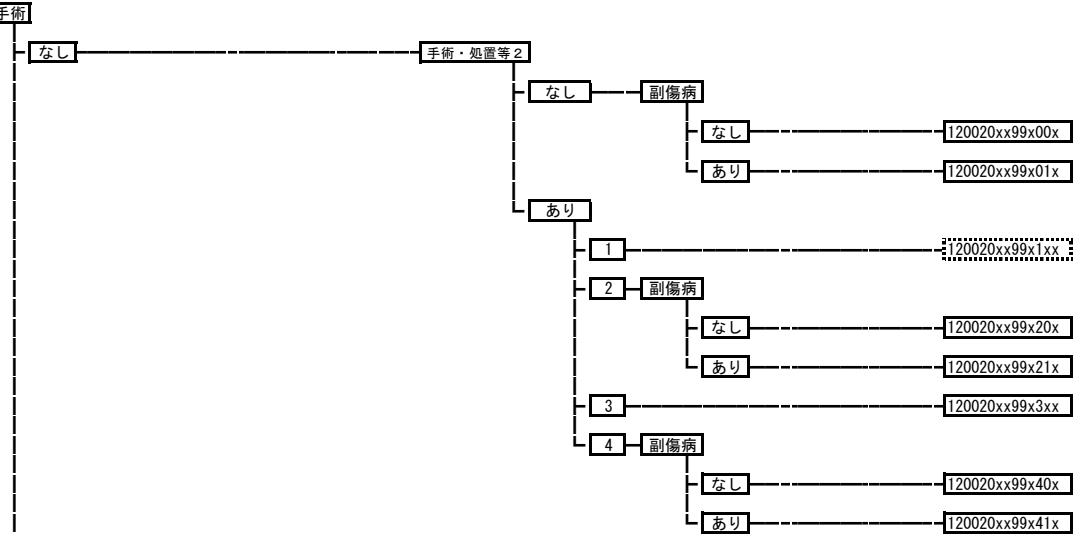 手術
なし 手術・処置等2
なし 副傷病
なし 120020xx99x00x
あり 120020xx99x01x
あり
1 120020xx99x1xx
2 副傷病
なし 120020xx99x20x
あり 120020xx99x21x
3 120020xx99x3xx
4 副傷病
なし 120020xx99x40x
あり 120020xx99x41x